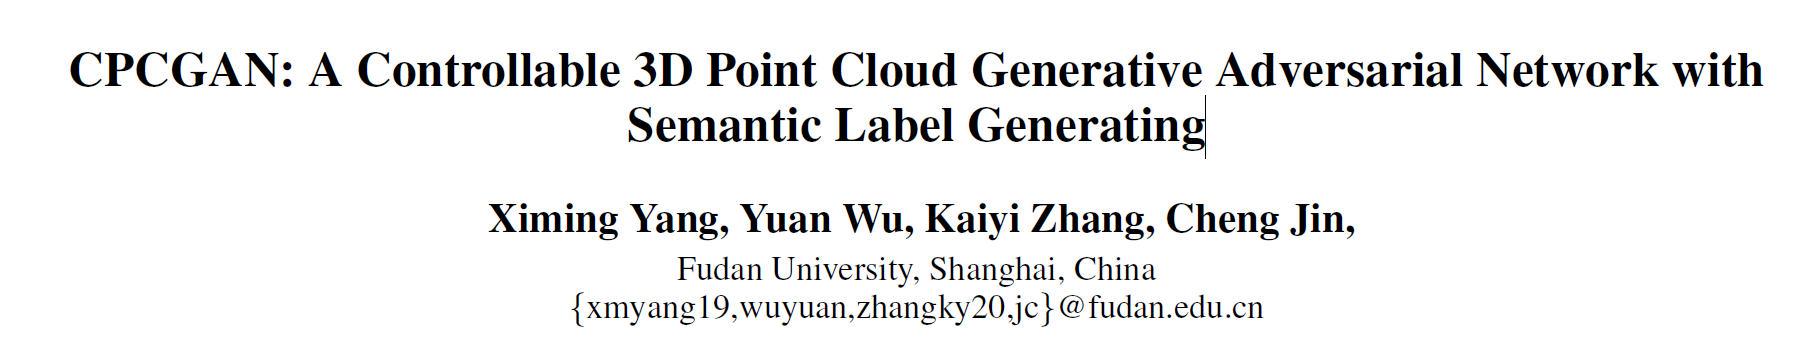 CPCGAN: A Controllable 3D Point Cloud Generative Adversarial Network with
Semantic Label Generating
Ximing Yang, Yuan Wu, Kaiyi Zhang, Cheng Jin,
Fudan University, Shanghai, China
{xmyang19,wuyuan,zhangky20,jc}@fudan.edu.cn